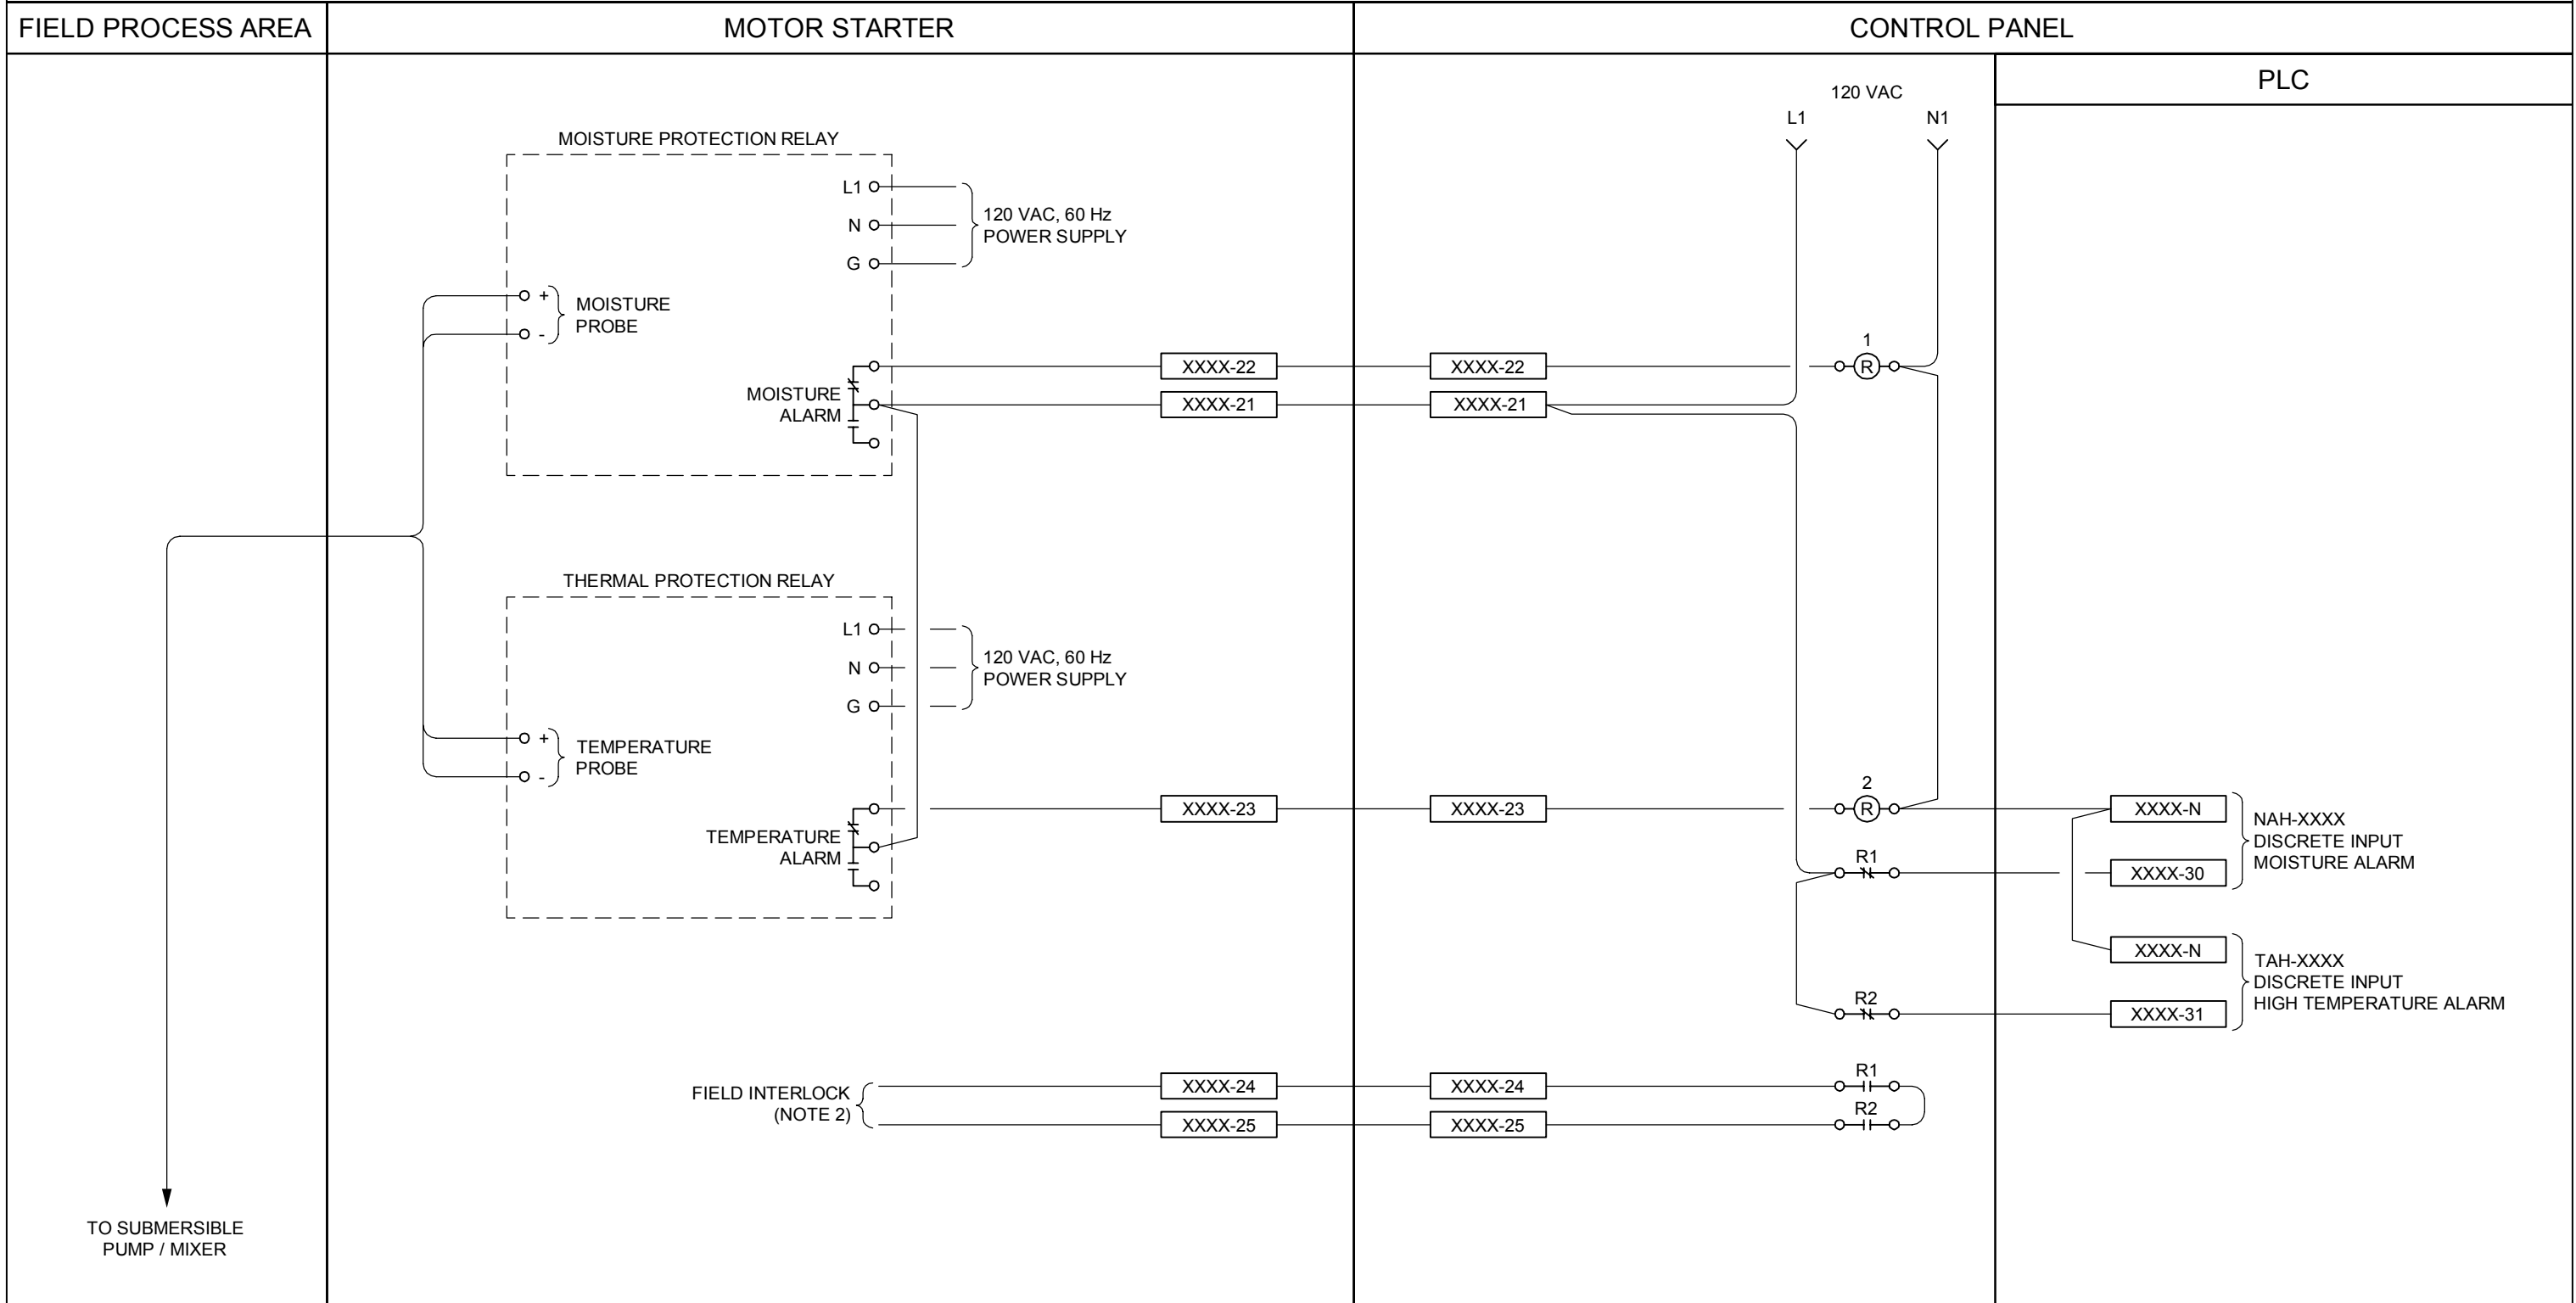 FIELD PROCESS AREA
MOTOR STARTER
CONTROL PANEL
PLC
120 VAC
L1
N1
MOISTURE PROTECTION RELAY
L1
N
G
120 VAC, 60 Hz
POWER SUPPLY
+
-
MOISTURE
PROBE
MOISTURE
ALARM
XXXX-22
XXXX-22
1
R
XXXX-21
XXXX-21
THERMAL PROTECTION RELAY
L1
N
G
120 VAC, 60 Hz
POWER SUPPLY
+
-
TEMPERATURE
PROBE
TEMPERATURE
ALARM
XXXX-23
XXXX-23
2
R
XXXX-N
R1
XXXX-30
NAH-XXXX
DISCRETE INPUT
MOISTURE ALARM
XXXX-N
R2
XXXX-31
TAH-XXXX
DISCRETE INPUT
HIGH TEMPERATURE ALARM
FIELD INTERLOCK
(NOTE 2)
XXXX-24
XXXX-24
R1
XXXX-25
XXXX-25
R2
TO SUBMERSIBLE
PUMP / MIXER